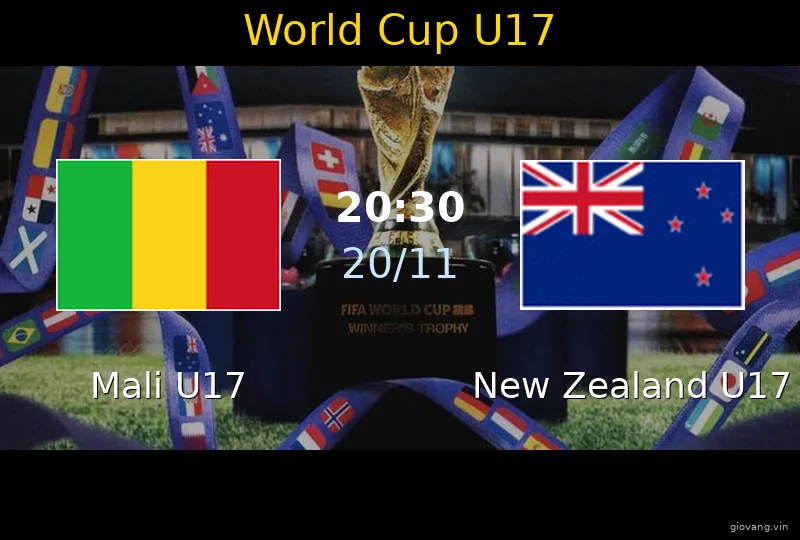 World Cup U17
20:30
20/11
FIFA WORLD CUP
WINNER'S TROPHY
Mali U17
New Zealand U17
giovang.vin